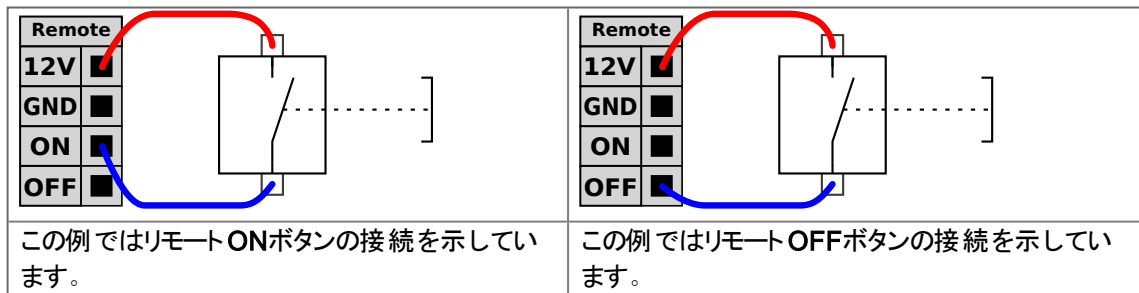 Remote
12V
GND
ON
OFF
Remote
12V
GND
ON
OFF
この例ではリモートONボタンの接続を示してい
ます。
この例ではリモートOFFボタンの接続を示してい
ます。